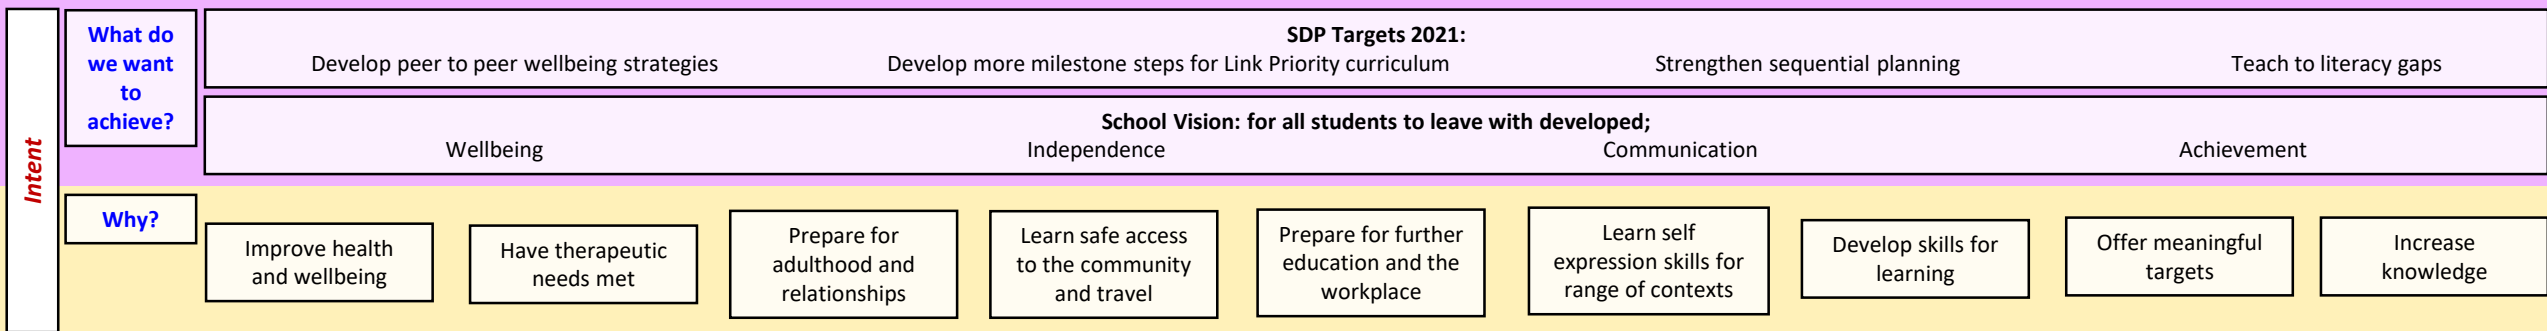 Intent
What do
we want
to
achieve?
SDP Targets 2021:
Develop peer to peer wellbeing strategies Develop more milestone steps for Link Priority curriculum Strengthen sequential planning Teach to literacy gaps
School Vision: for all students to leave with developed;
Wellbeing Independence Communication Achievement
Why?
Improve health
and wellbeing
Have therapeutic
needs met
Prepare for
adulthood and
relationships
Learn safe access
to the community
and travel
Prepare for further
education and the
workplace
Learn self
expression skills for
range of contexts
Develop skills for
learning
Offer meaningful
targets
Increase
knowledge